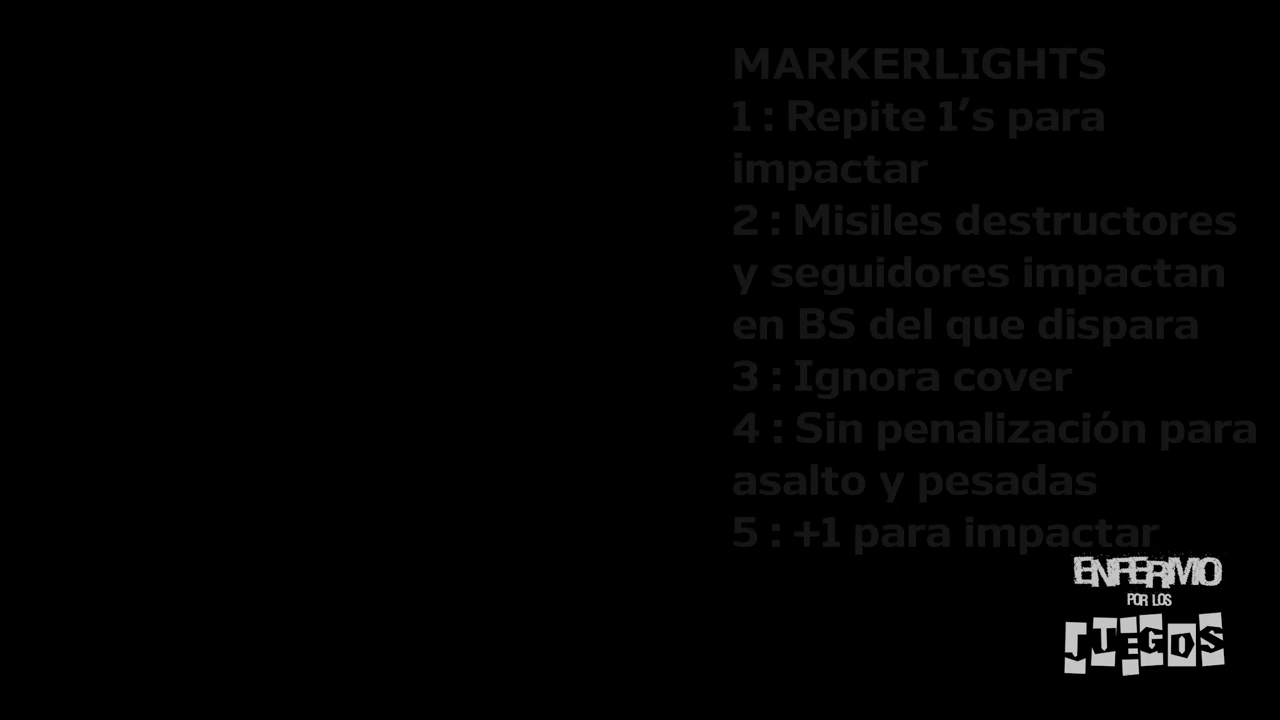 MARKERLIGHTS
1 : Repite 1's para
impactar
2 : Misiles destructores
y seguidores impactan
en BS del que dispara
3 : Ignora cover
4 : Sin penalización para
asalto y pesadas
5 : +1 para impactar
ENFERMO
POR LOS
JUEGOS